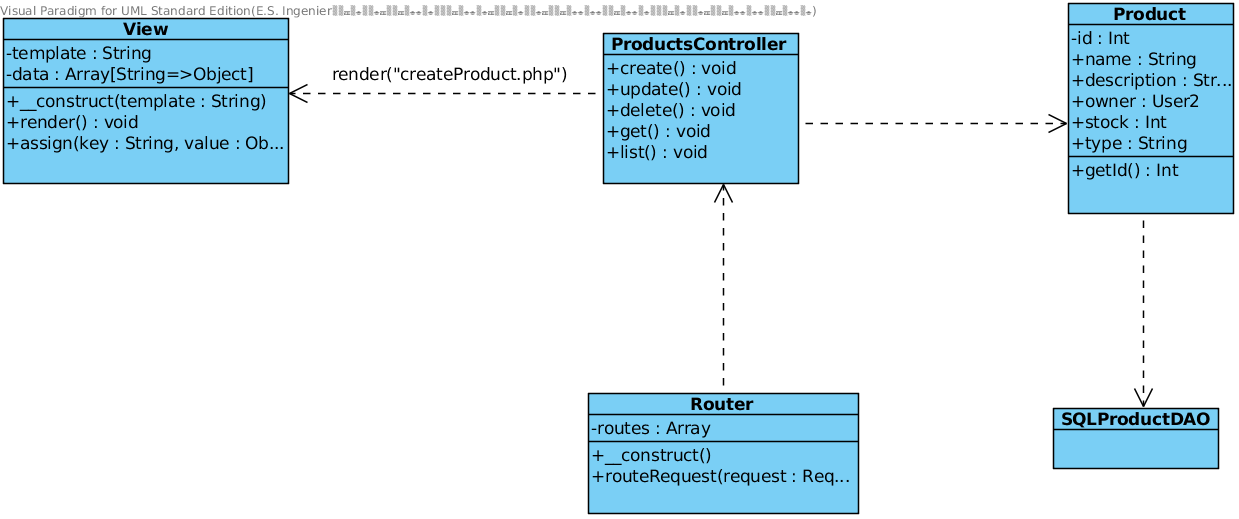 Visual Paradigm for UML Standard Edition(E.S. Ingenier
View
-template : String
-data : Array[String=>Object]
+__construct(template : String)
+render() : void
+assign(key : String, value : Ob...
render("createProduct.php")
ProductsController
+create() : void
+update() : void
+delete() : void
+get() : void
+list() : void
Product
-id : Int
+name : String
+description : Str...
+owner : User2
+stock : Int
+type : String
+getId() : Int
Router
-routes : Array
+__construct()
+routeRequest(request : Req...
SQLProductDAO